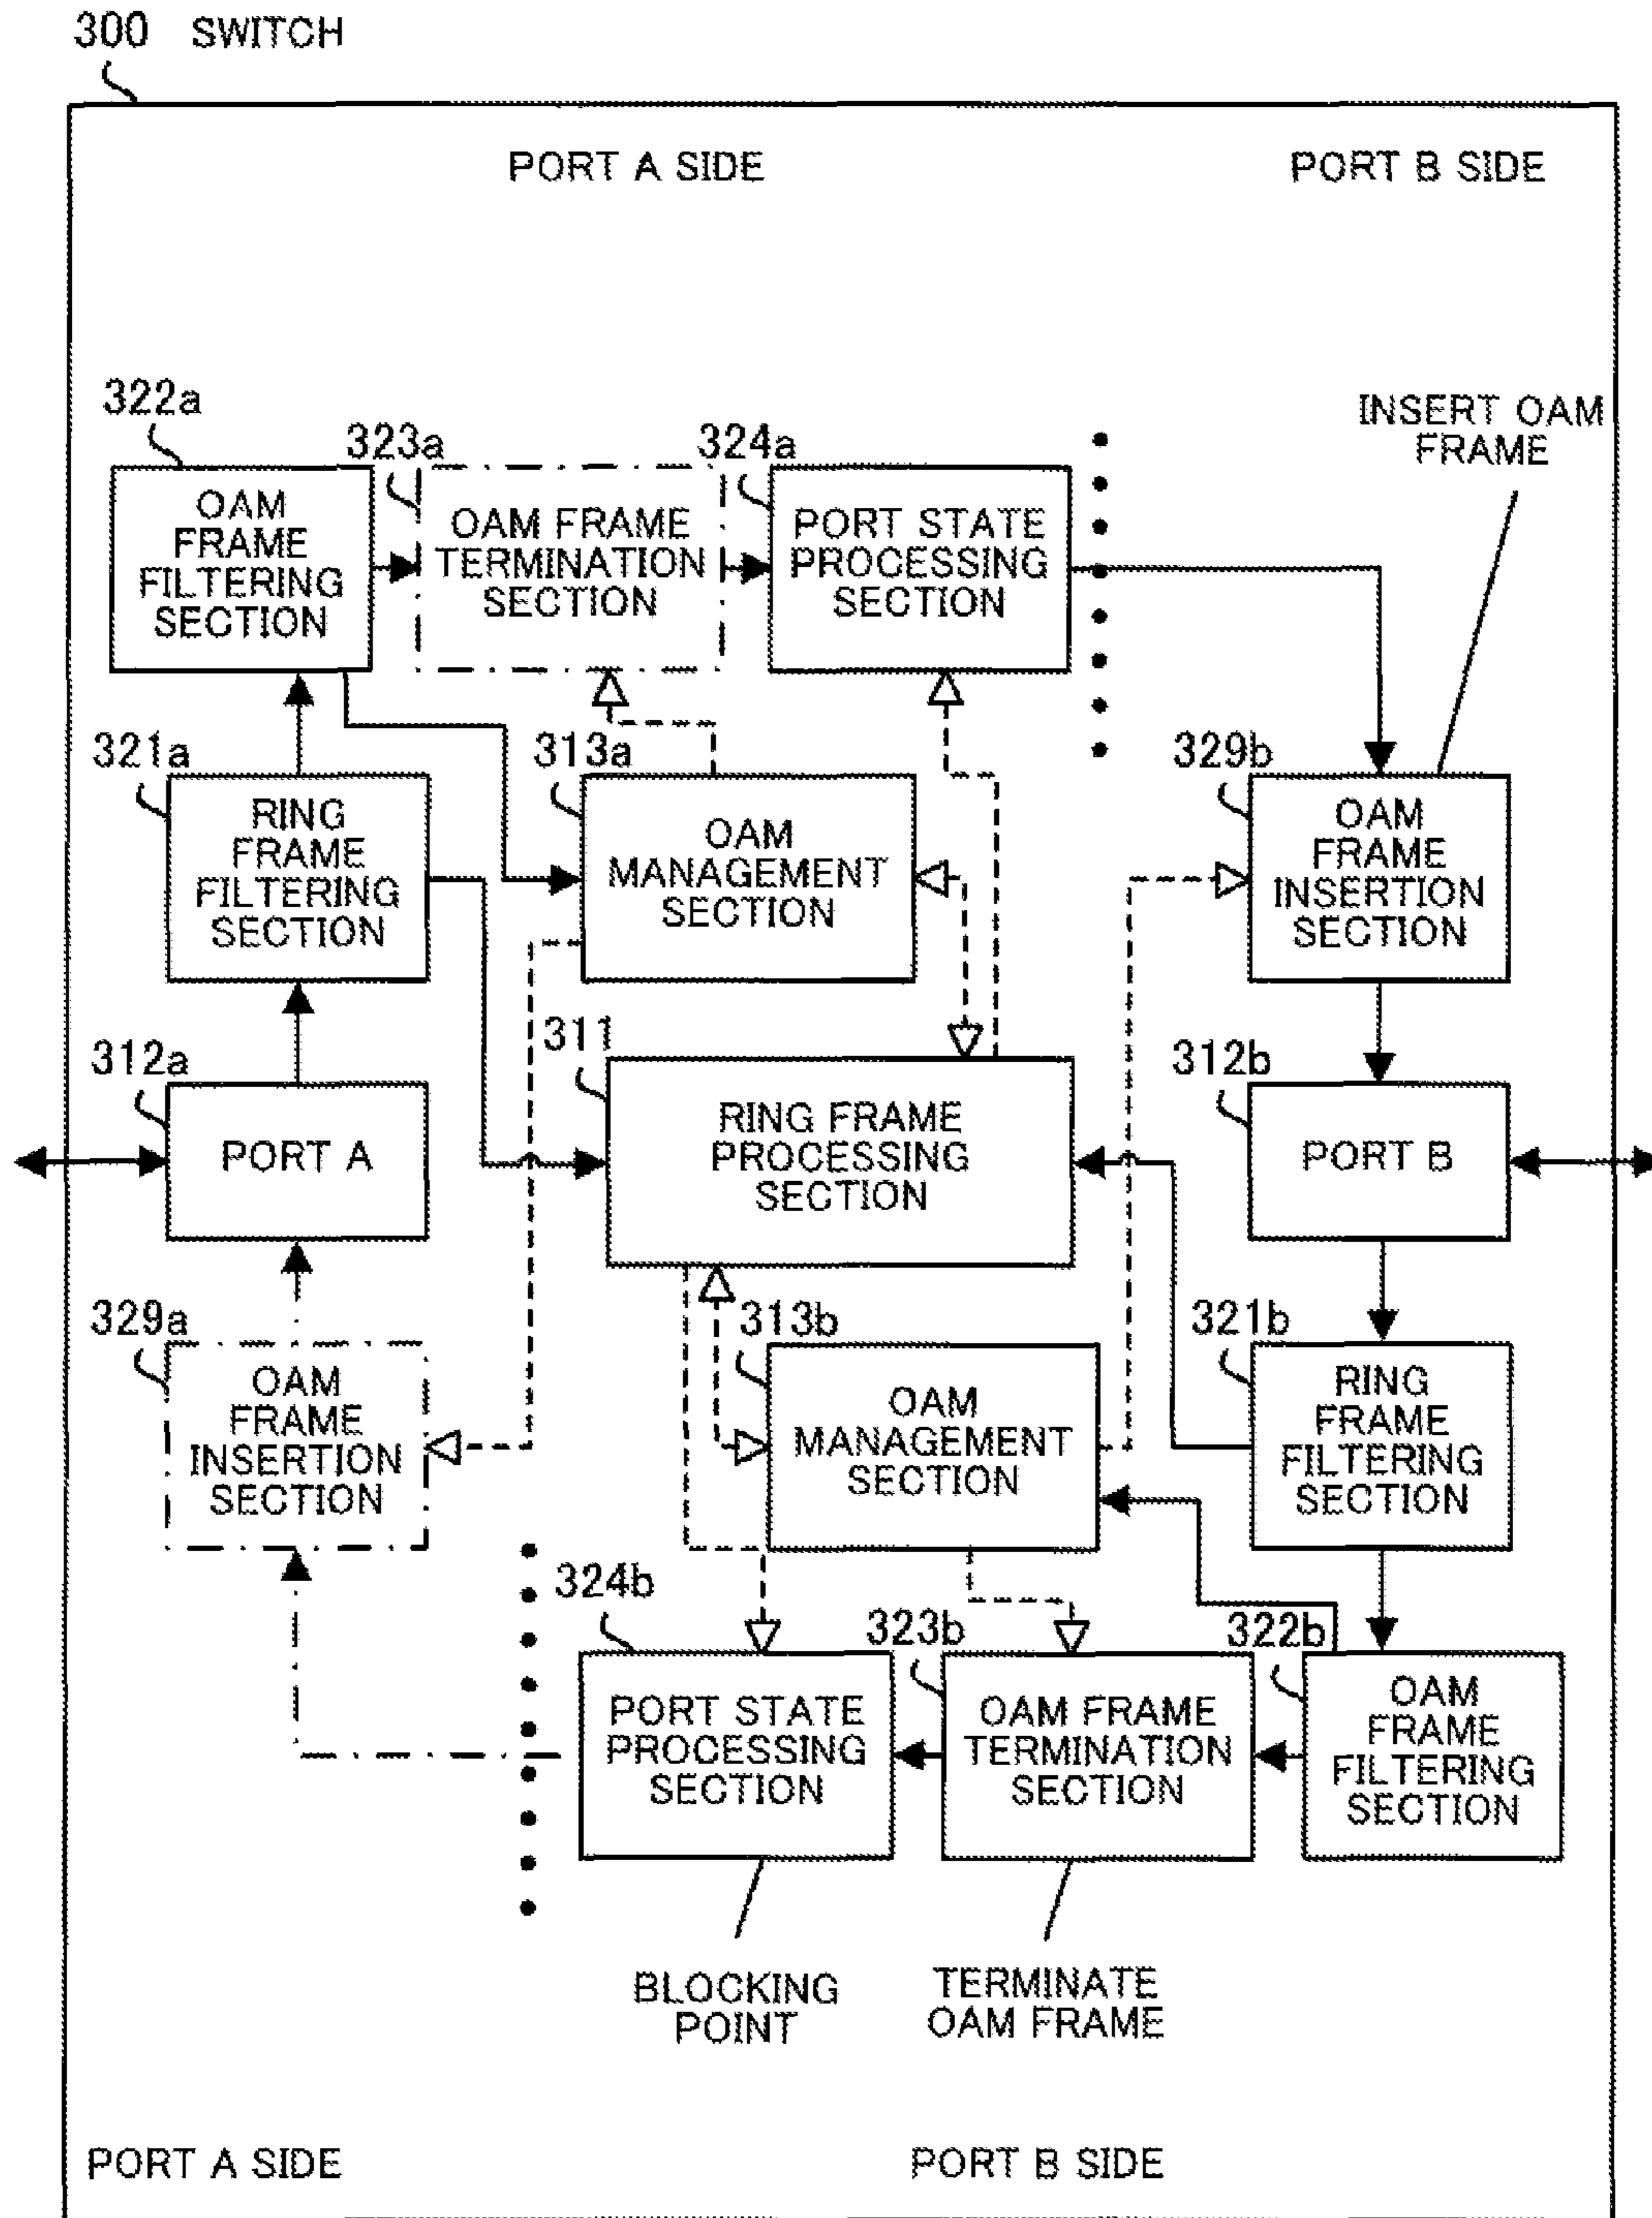 300 SWITCH
PORT A SIDE
PORT B SIDE
322a
323a
324a
INSERT OAM
FRAME
OAM
FRAME
FILTERING
SECTION
OAM FRAME
TERMINATION
SECTION
PORT STATE
PROCESSING
SECTION
321a
313a
329b
RING
FRAME
FILTERING
SECTION
OAM
MANAGEMENT
SECTION
OAM
FRAME
INSERTION
SECTION
312a
311
312b
PORT A
RING FRAME
PROCESSING
SECTION
PORT B
329a
313b
321b
OAM
FRAME
INSERTION
SECTION
OAM
MANAGEMENT
SECTION
RING
FRAME
FILTERING
SECTION
324b
323b
322b
PORT STATE
PROCESSING
SECTION
OAM FRAME
TERMINATION
SECTION
OAM
FRAME
FILTERING
SECTION
BLOCKING
POINT
TERMINATE
OAM FRAME
PORT A SIDE
PORT B SIDE